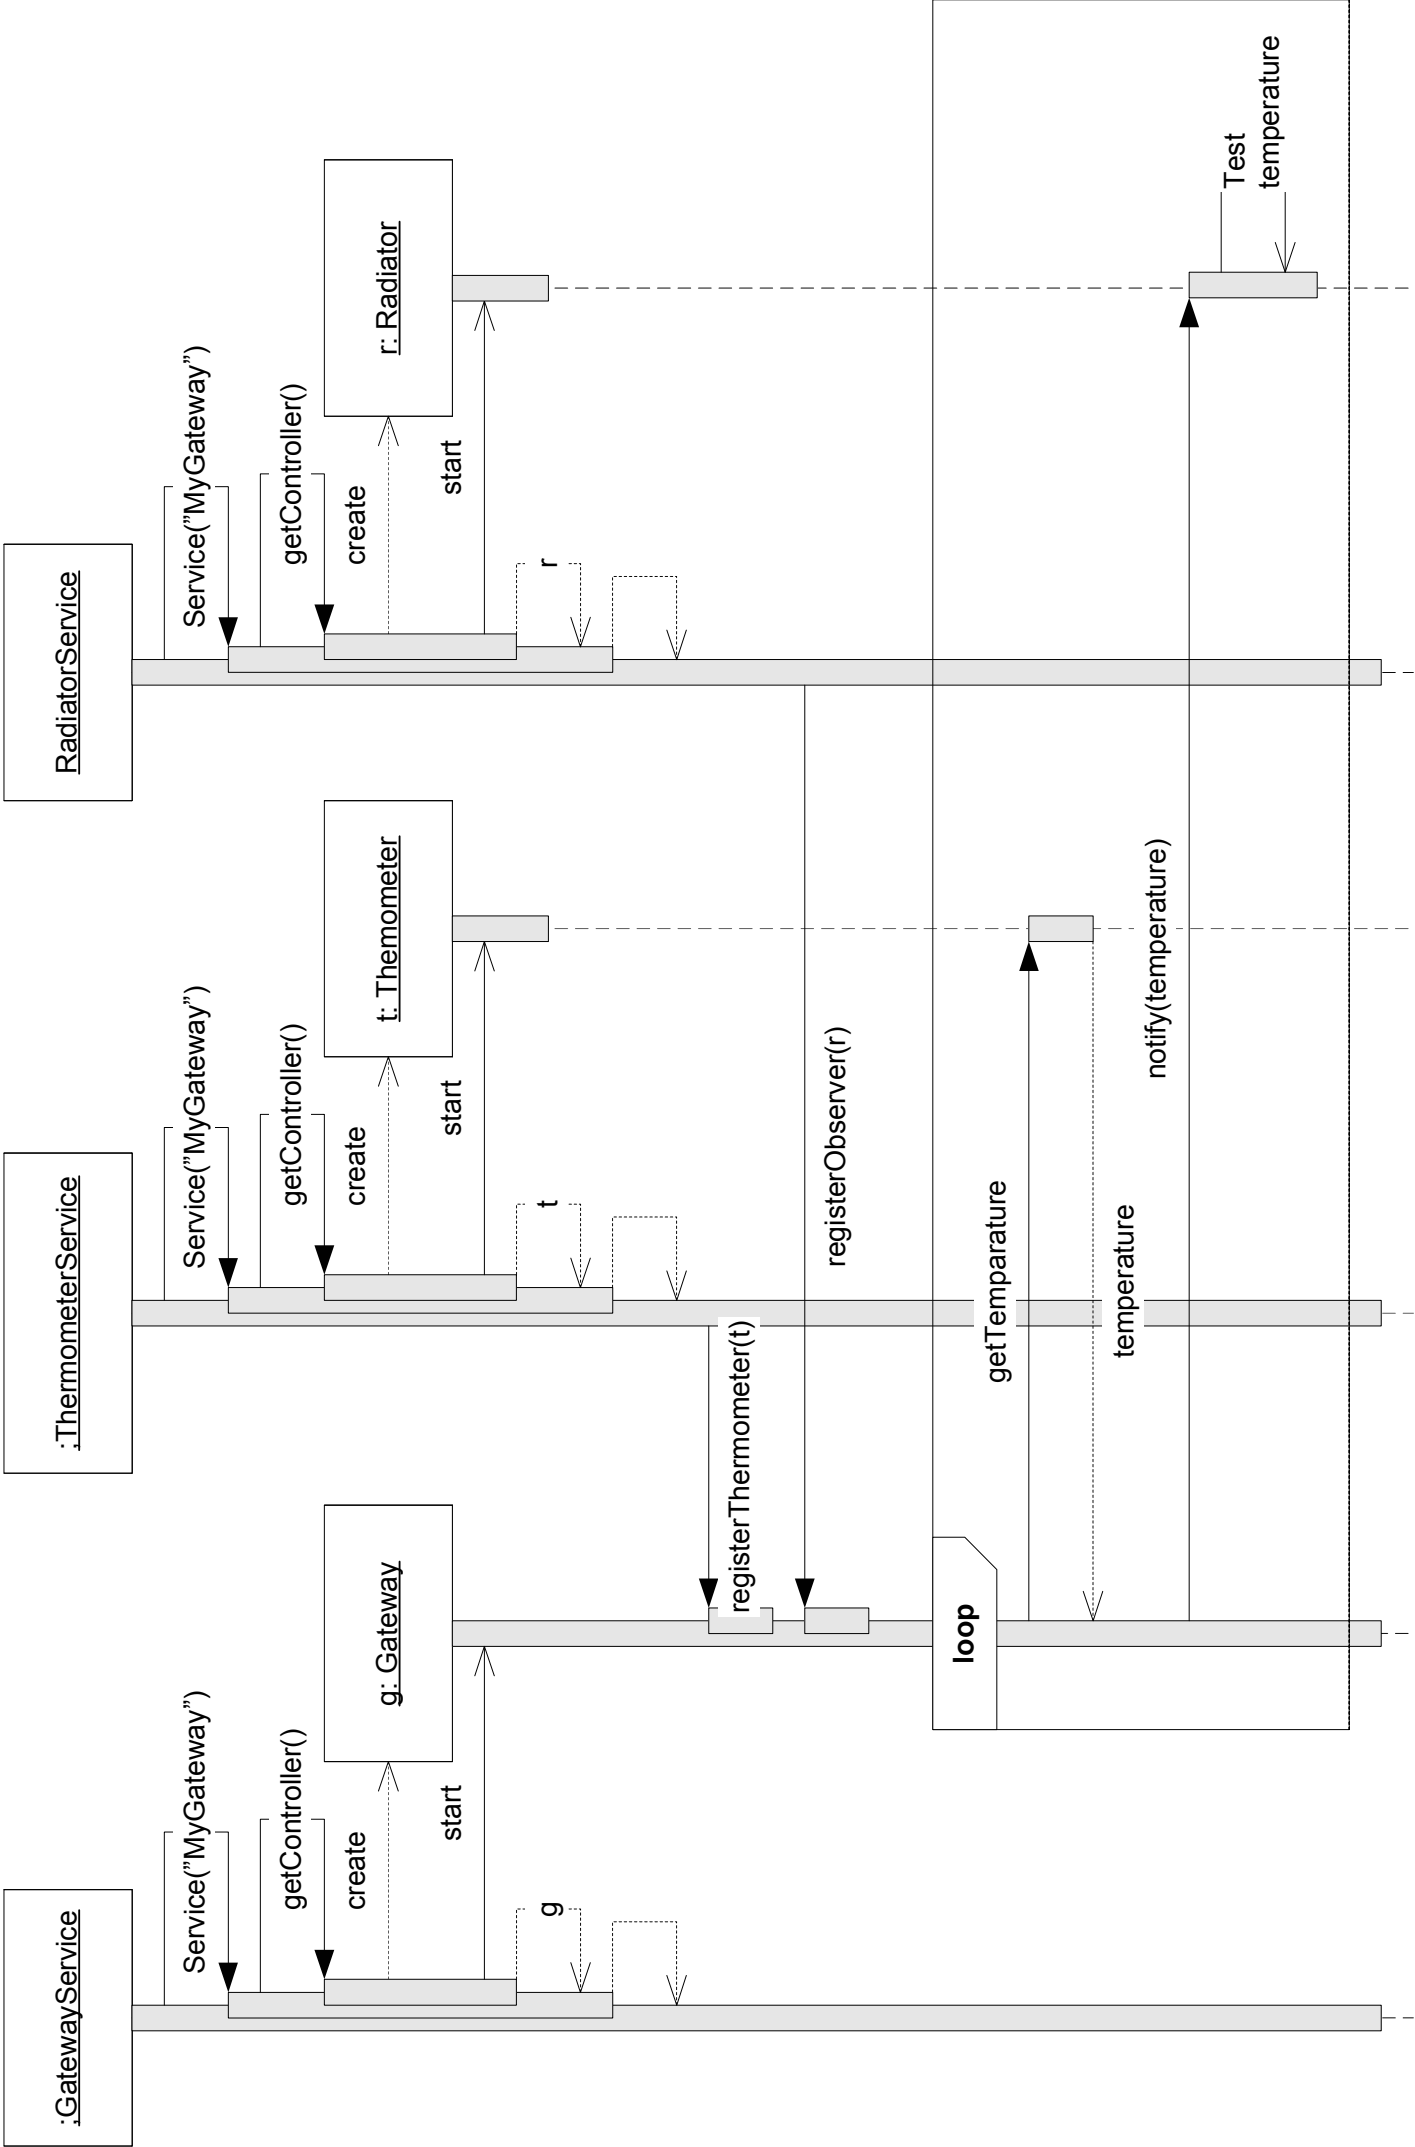 :GatewayService
:ThermometerService
RadiatorService
Service(”MyGateway”)
Service(”MyGateway”)
Service(”MyGateway”)
getController()
getController()
getController()
create
create
create
g: Gateway
t: Themometer
r: Radiator
start
start
start
g
t
r
registerThermometer(t)
registerObserver(r)
loop
getTemparature
temperature
notify(temperature)
Test
temperature